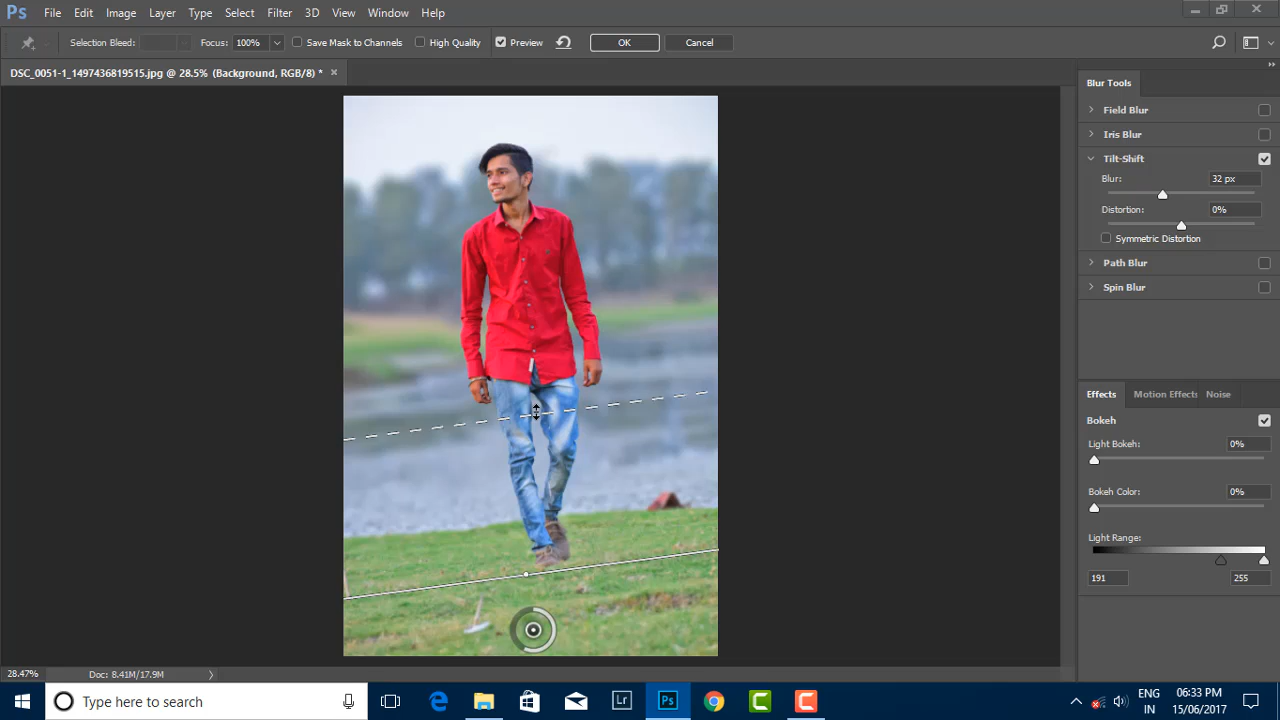 Ps File Edit Image Layer Type Select Filter 3D View Window Help
Selection Bleed: Focus: 100% Save Mask to Channels High Quality Preview OK Cancel
DSC_0051-1_1497436819515.jpg @ 28.5% (Background, RGB/8) * ×
Blur Tools
Field Blur
Iris Blur
Tilt-Shift
Blur: 32 px
Distortion: 0%
Symmetric Distortion
Path Blur
Spin Blur
Effects Motion Effects Noise
Bokeh
Light Bokeh: 0%
Bokeh Color: 0%
Light Range:
191 255
28.47% Doc: 8.41M/17.9M
Type here to search
Lr Ps C C
ENG 06:33 PM
IN 15/06/2017